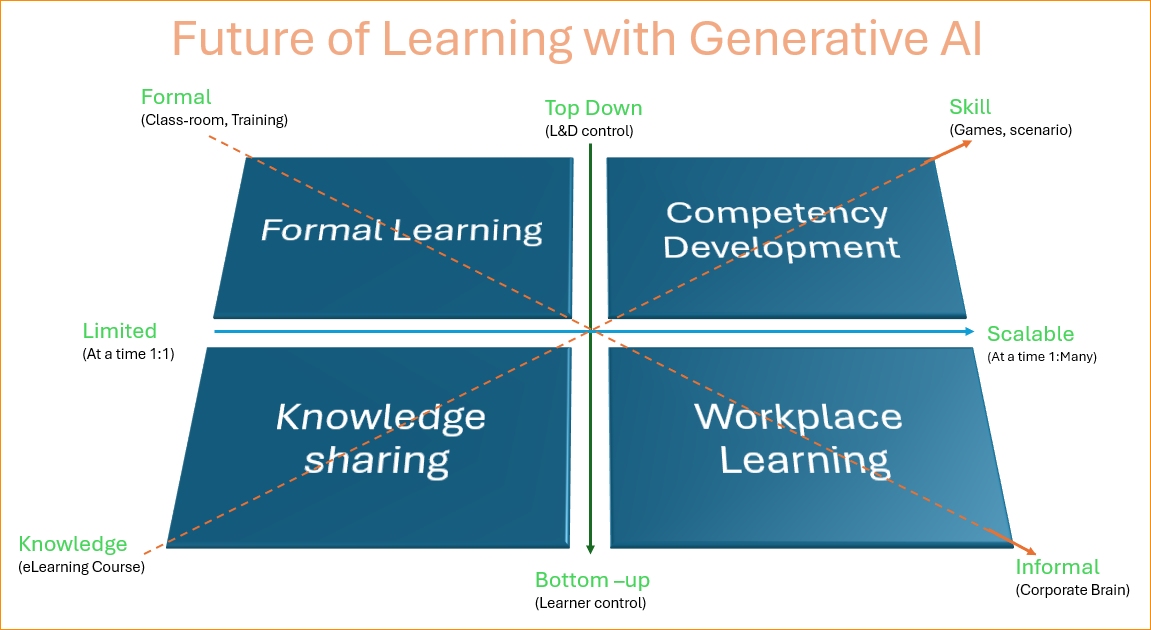 Future of Learning with Generative AI
Formal
(Class-room, Training)
Top Down
(L&D control)
Skill
(Games, scenario)
Formal Learning
Competency
Development
Limited
(At a time 1:1)
Scalable
(At a time 1:Many)
Knowledge
sharing
Workplace
Learning
Knowledge
(eLearning Course)
Bottom –up
(Learner control)
Informal
(Corporate Brain)